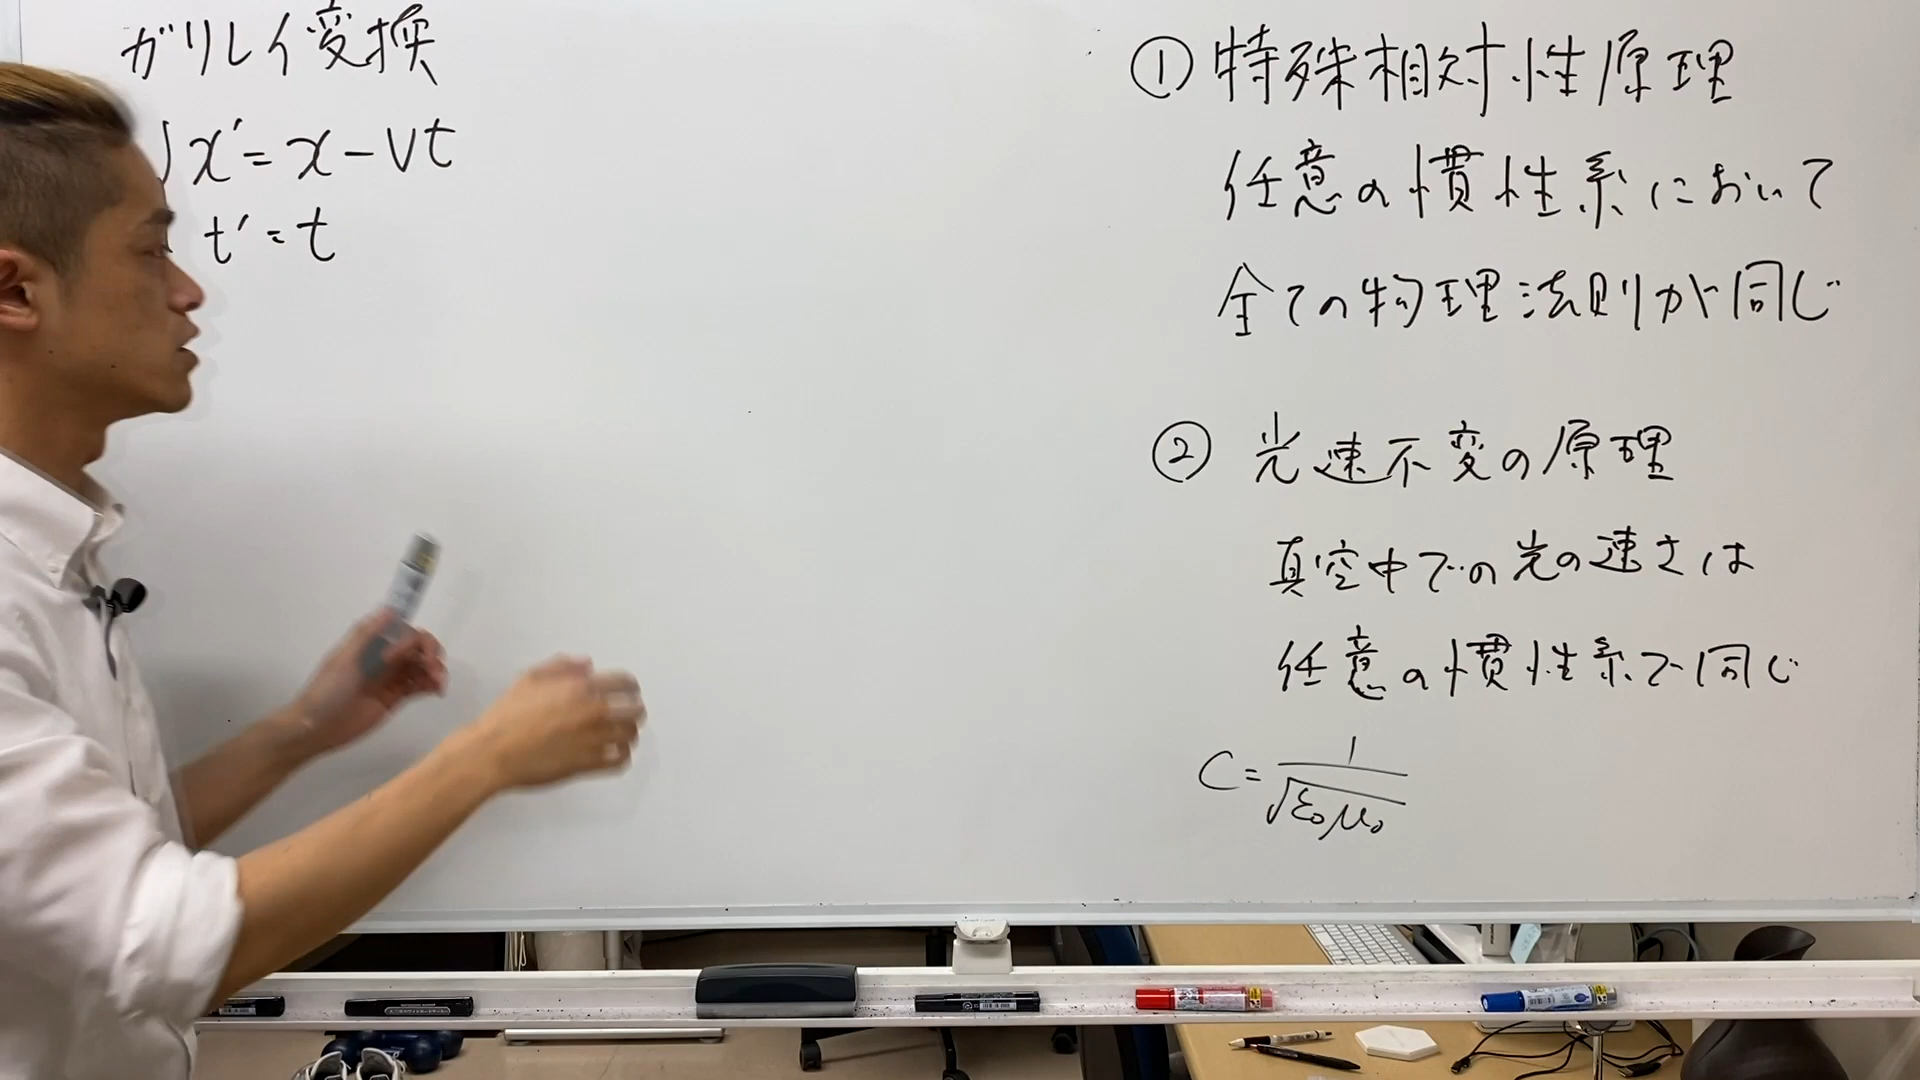 ガリレイ変換
x′=x-vt
t′=t
① 特殊相対性原理
任意の慣性系において
全ての物理法則が同じ
② 光速不変の原理
真空中での光の速さは
任意の慣性系で同じ
C=1/√ε₀μ₀